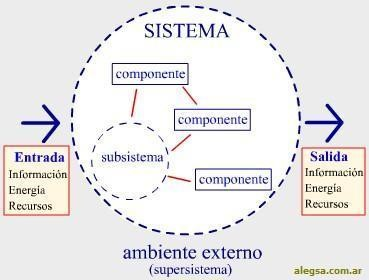 SISTEMA
componente
componente
subsistema
componente
Entrada
Información
Energía
Recursos
Salida
Información
Energía
Recursos
ambiente externo
(supersistema)
alegsa.com.ar